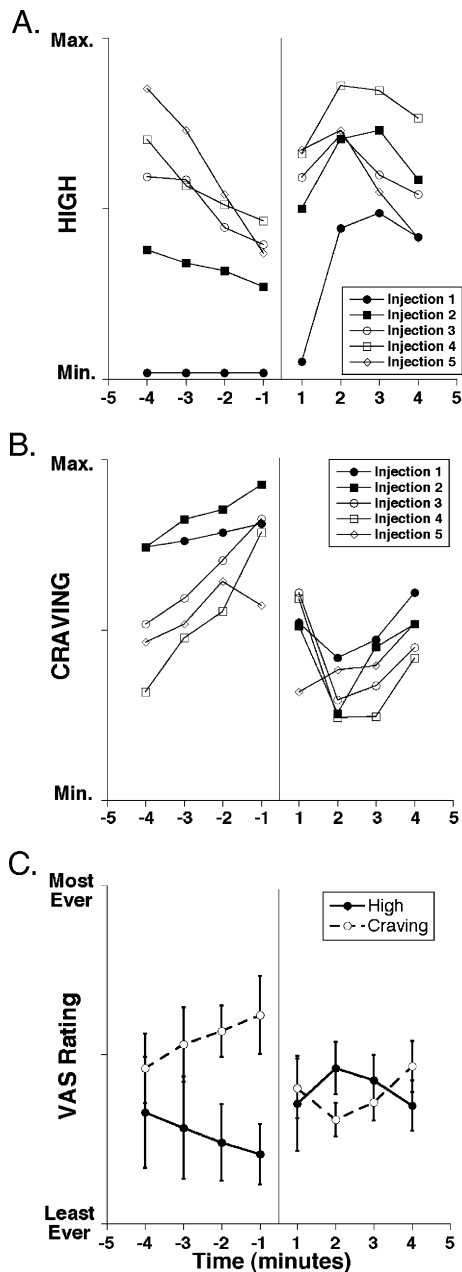 A.
Max.
HIGH
Min.
Injection 1
Injection 2
Injection 3
Injection 4
Injection 5
-5 -4 -3 -2 -1 1 2 3 4 5
B.
Max.
CRAVING
Min.
Injection 1
Injection 2
Injection 3
Injection 4
Injection 5
-5 -4 -3 -2 -1 1 2 3 4 5
C.
Most
Ever
VAS Rating
Least
Ever
High
Craving
-5 -4 -3 -2 -1 1 2 3 4 5
Time (minutes)